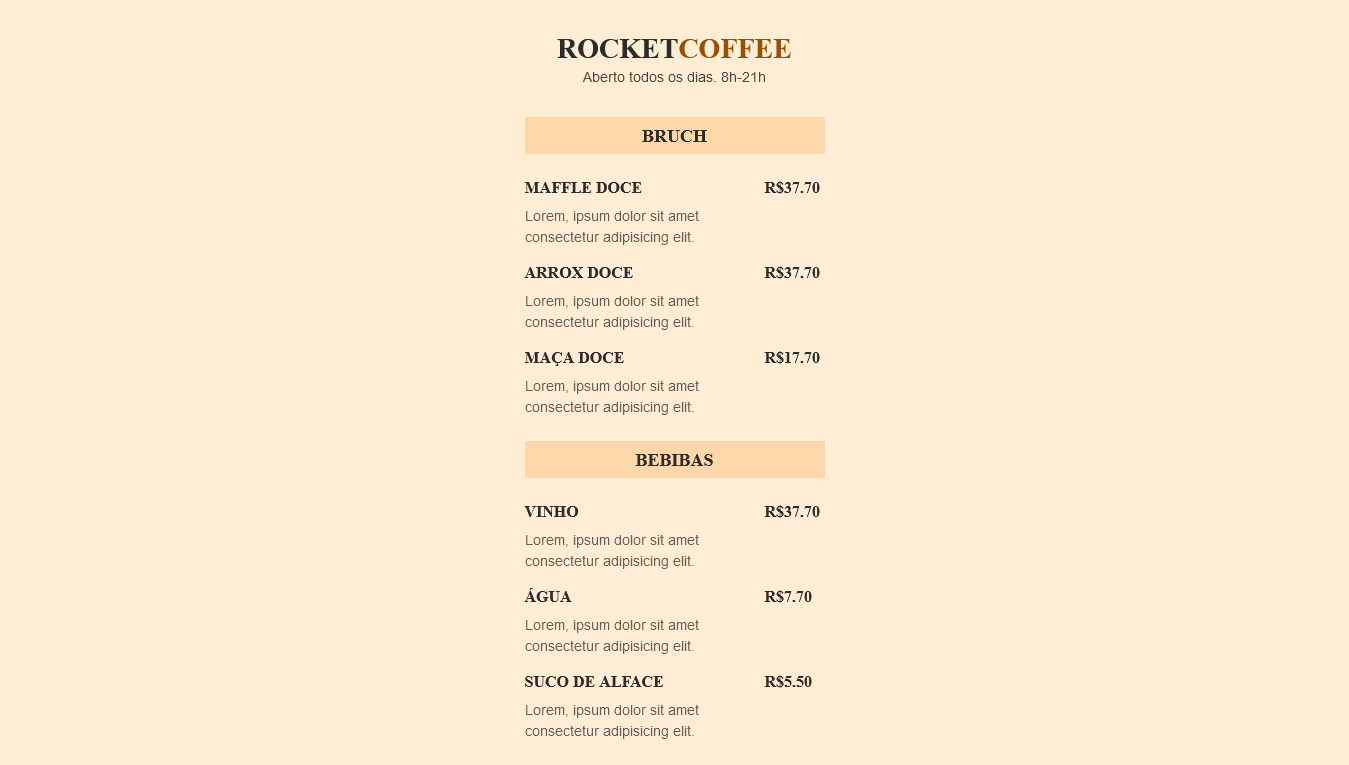 ROCKETCOFFEE
Aberto todos os dias. 8h-21h
BRUCH
MAFFLE DOCE R$37.70
Lorem, ipsum dolor sit amet
consectetur adipisicing elit.
ARROX DOCE R$37.70
Lorem, ipsum dolor sit amet
consectetur adipisicing elit.
MAÇA DOCE R$17.70
Lorem, ipsum dolor sit amet
consectetur adipisicing elit.
BEBIBAS
VINHO R$37.70
Lorem, ipsum dolor sit amet
consectetur adipisicing elit.
ÁGUA R$7.70
Lorem, ipsum dolor sit amet
consectetur adipisicing elit.
SUCO DE ALFACE R$5.50
Lorem, ipsum dolor sit amet
consectetur adipisicing elit.